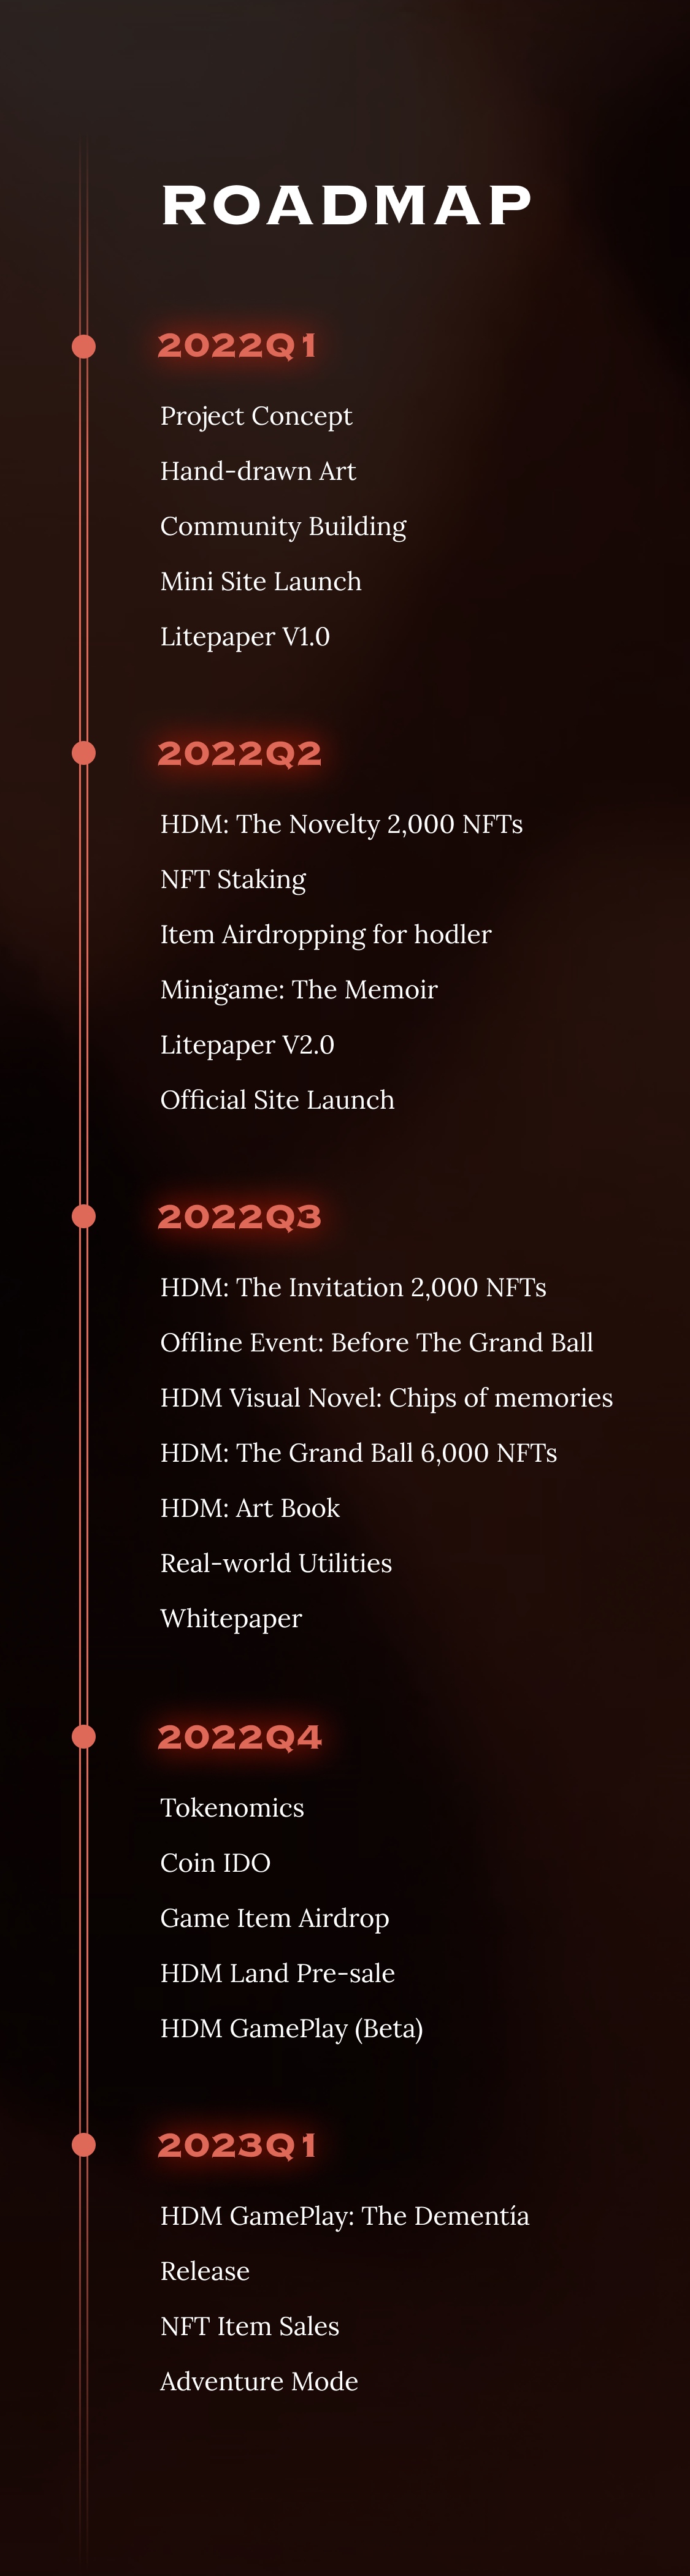 ROADMAP
2022Q1
Project Concept
Hand-drawn Art
Community Building
Mini Site Launch
Litepaper V1.0
2022Q2
HDM: The Novelty 2,000 NFTs
NFT Staking
Item Airdropping for hodler
Minigame: The Memoir
Litepaper V2.0
Official Site Launch
2022Q3
HDM: The Invitation 2,000 NFTs
Offline Event: Before The Grand Ball
HDM Visual Novel: Chips of memories
HDM: The Grand Ball 6,000 NFTs
HDM: Art Book
Real-world Utilities
Whitepaper
2022Q4
Tokenomics
Coin IDO
Game Item Airdrop
HDM Land Pre-sale
HDM GamePlay (Beta)
2023Q1
HDM GamePlay: The Dementía
Release
NFT Item Sales
Adventure Mode